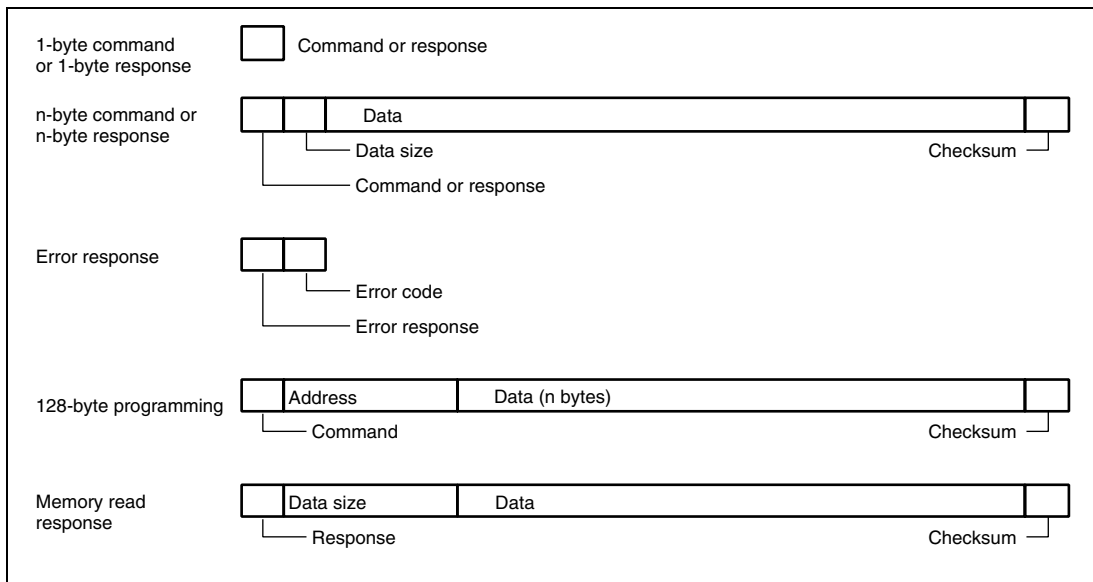 1-byte command
or 1-byte response
Command or response
n-byte command or
n-byte response
Data
Data size
Checksum
Command or response
Error response
Error code
Error response
128-byte programming
Address
Data (n bytes)
Command
Checksum
Memory read
response
Data size
Data
Response
Checksum